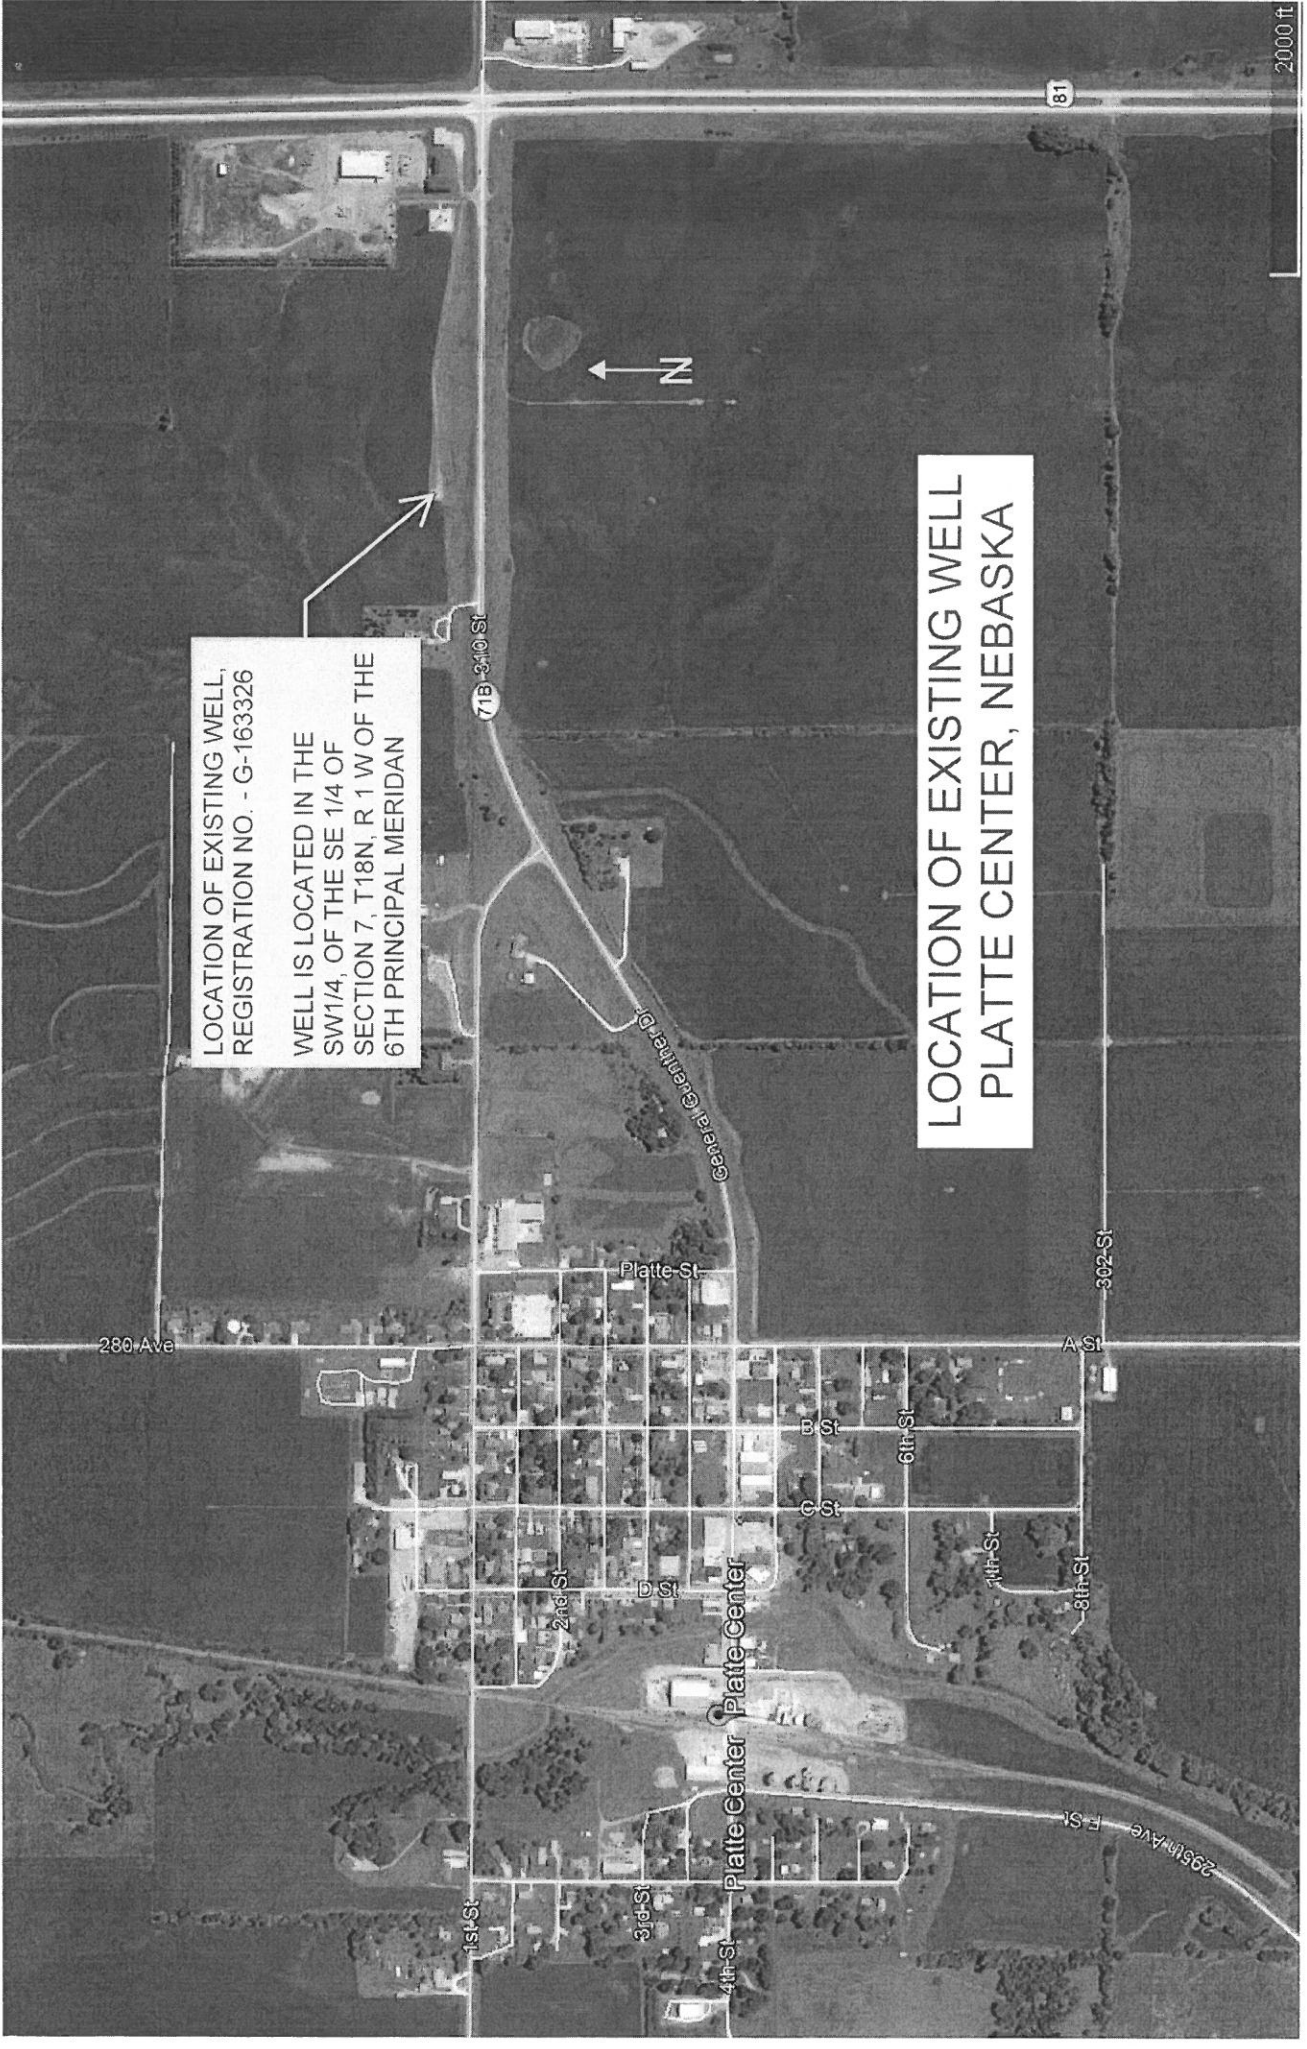 LOCATION OF EXISTING WELL,
REGISTRATION NO. - G-163326
WELL IS LOCATED IN THE
SW1/4, OF THE SE 1/4 OF
SECTION 7, T18N, R 1 W OF THE
6TH PRINCIPAL MERIDAN
280 Ave
1st St
2nd St
3rd St
4th St
Platte St
D St
Platte Center
Platte Center
General Guenther Dr
71B
310 St
N
B St
C St
6th St
7th St
8th St
A St
302 St
F St
295th Ave
81
LOCATION OF EXISTING WELL
PLATTE CENTER, NEBASKA
2000 ft